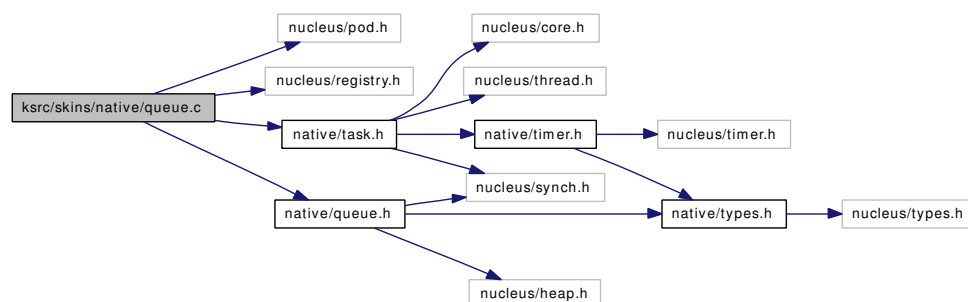 nucleus/pod.h
nucleus/core.h
nucleus/registry.h
nucleus/thread.h
ksrc/skins/native/queue.c
native/task.h
native/timer.h
nucleus/timer.h
nucleus/synch.h
native/queue.h
native/types.h
nucleus/types.h
nucleus/heap.h